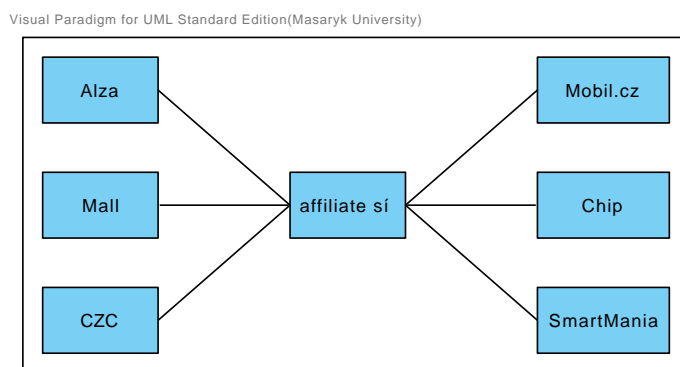 Visual Paradigm for UML Standard Edition(Masaryk University)
Alza
Mobil.cz
Mall
affiliate sí
Chip
CZC
SmartMania